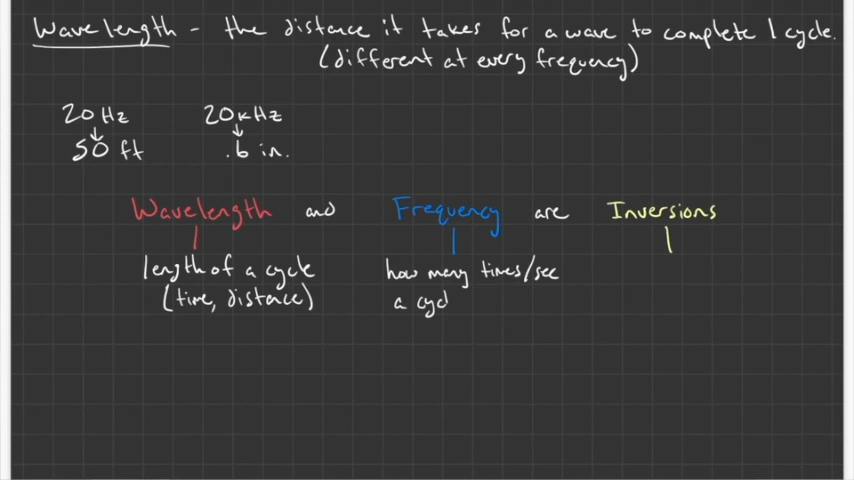 Wavelength - the distance it takes for a wave to complete 1 cycle.
(different at every frequency)
20 Hz 20kHz
↓ ↓
50 ft .6 in.
Wavelength and Frequency are Inversions
length of a cycle how many times/sec
(time, distance) a cycl